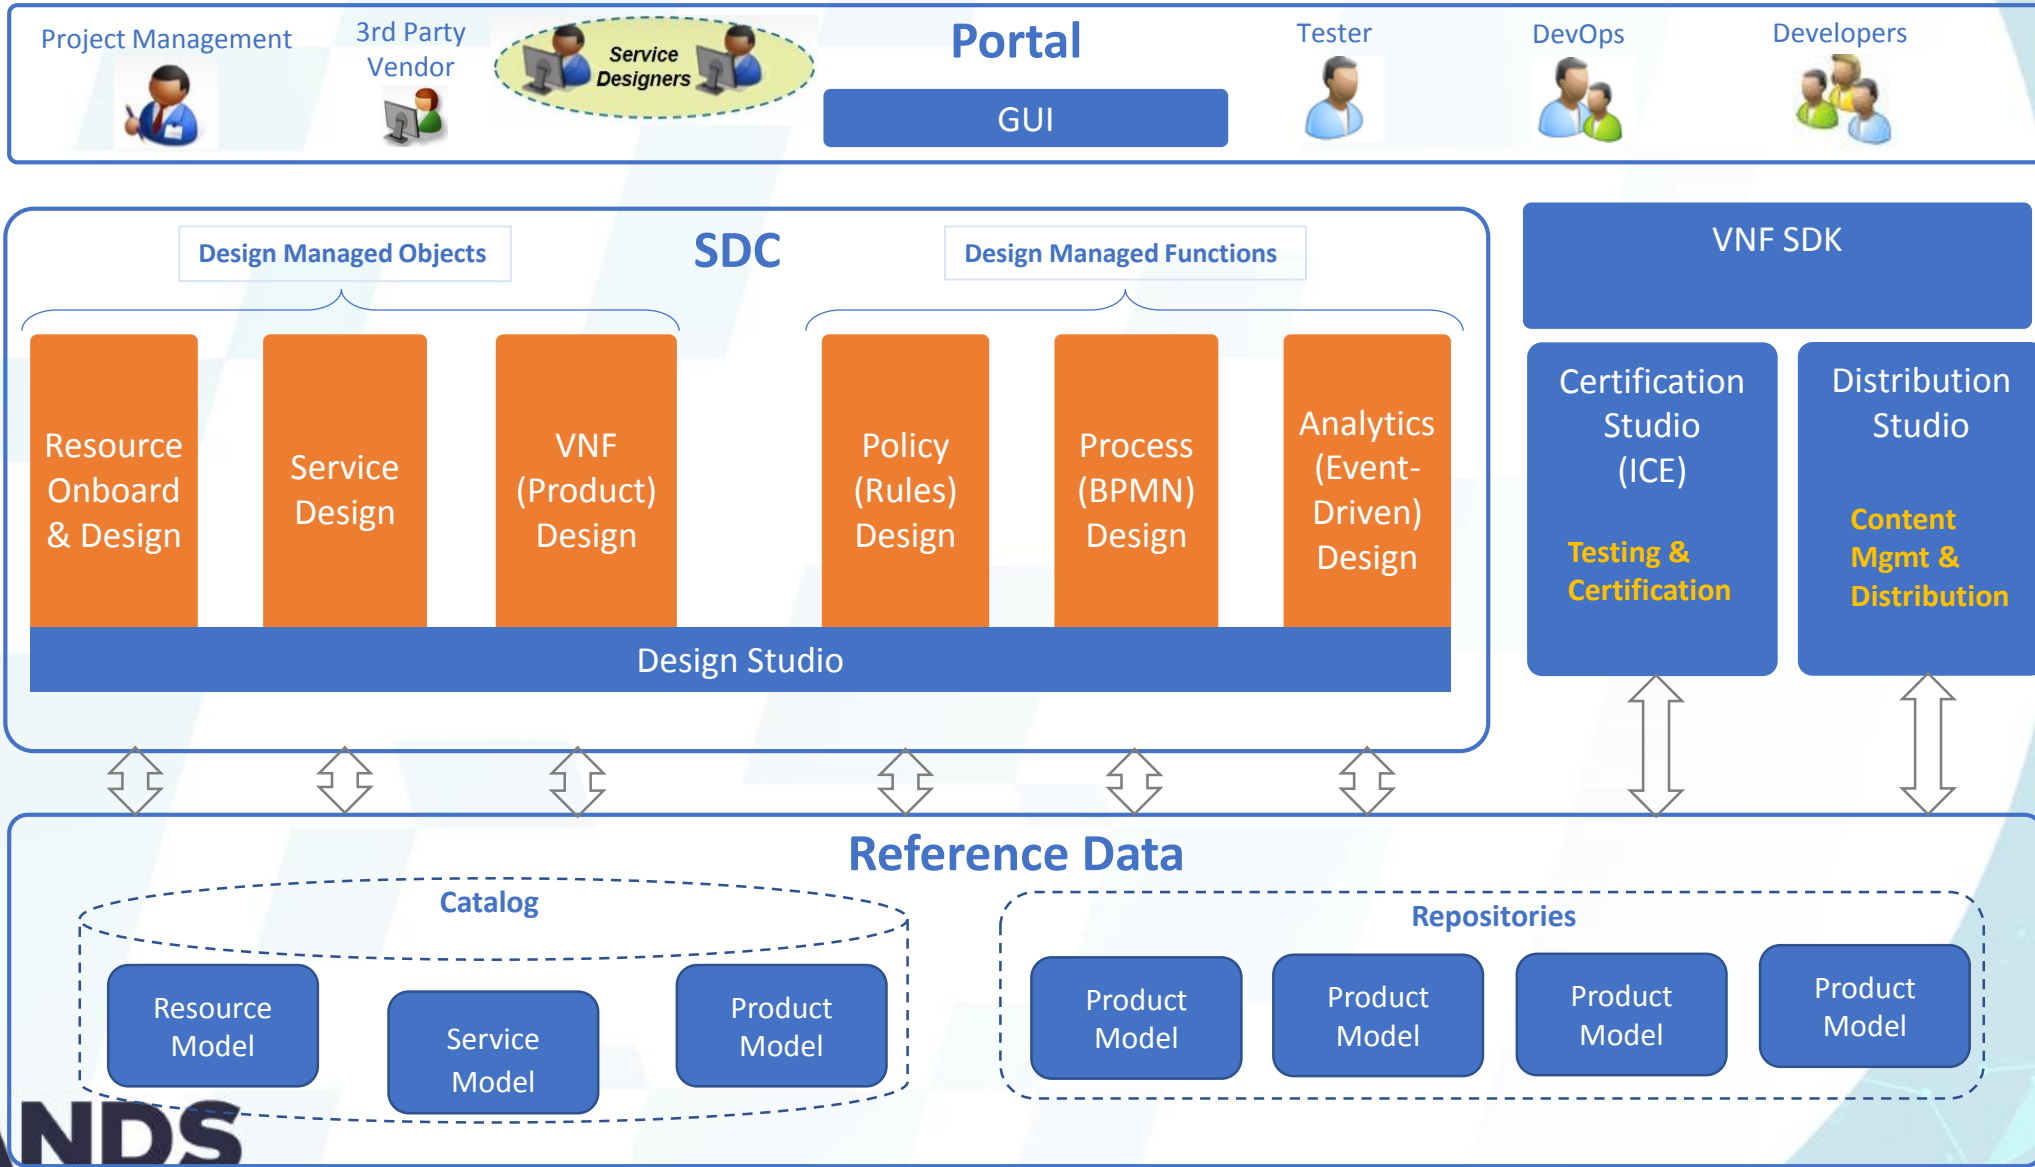 Project Management
3rd Party
Vendor
Service
Designers
Portal
GUI
Tester
DevOps
Developers
SDC
Design Managed Objects
Design Managed Functions
Resource
Onboard
& Design
Service
Design
VNF
(Product)
Design
Policy
(Rules)
Design
Process
(BPMN)
Design
Analytics
(Event-
Driven)
Design
Design Studio
VNF SDK
Certification
Studio
(ICE)
Testing &
Certification
Distribution
Studio
Content
Mgmt &
Distribution
Reference Data
Catalog
Resource
Model
Service
Model
Product
Model
Repositories
Product
Model
Product
Model
Product
Model
Product
Model
NDS